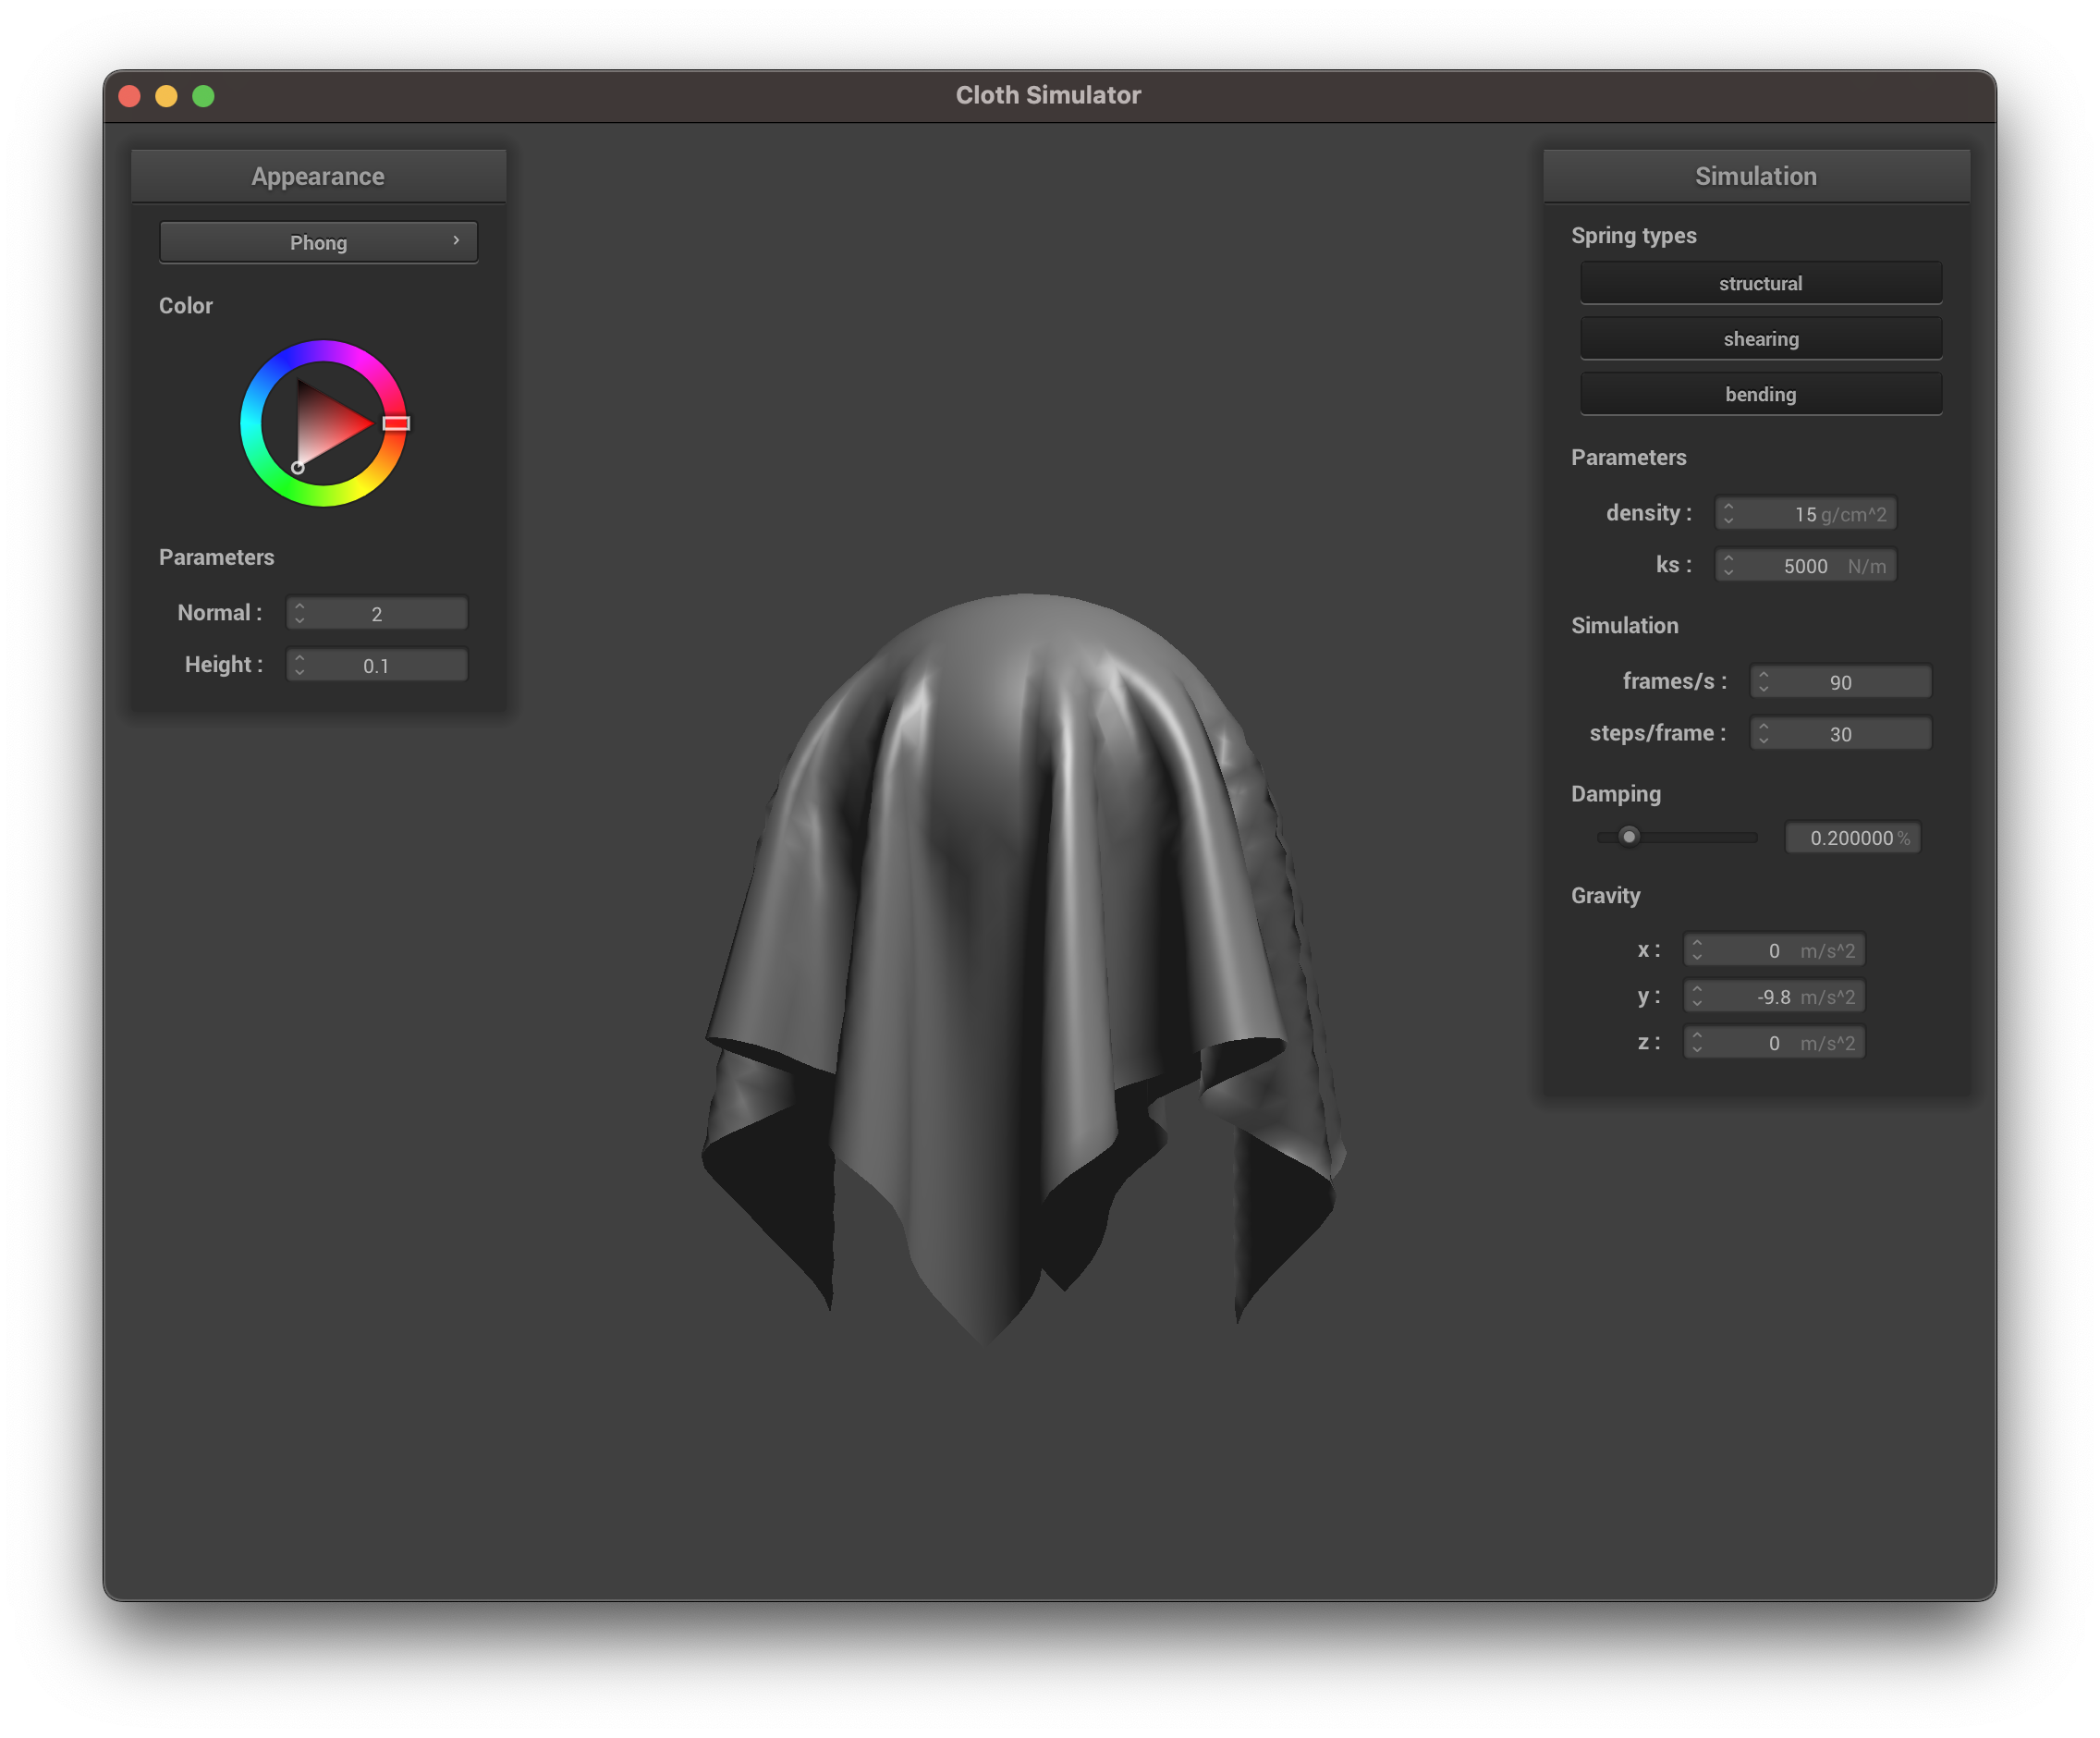 Cloth Simulator
Appearance
Phong
Color
Parameters
Normal : 2
Height : 0.1
Simulation
Spring types
structural
shearing
bending
Parameters
density : 15 g/cm^2
ks : 5000 N/m
Simulation
frames/s : 90
steps/frame : 30
Damping
0.200000 %
Gravity
x : 0 m/s^2
y : -9.8 m/s^2
z : 0 m/s^2